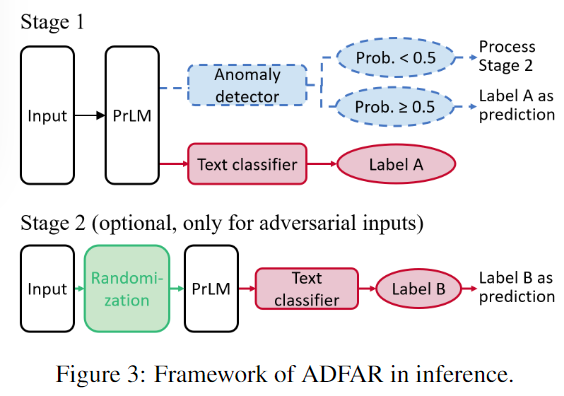 Stage 1
Input
PrLM
Anomaly
detector
Prob. < 0.5
Process
Stage 2
Prob. ≥ 0.5
Label A as
prediction
Text classifier
Label A
Stage 2 (optional, only for adversarial inputs)
Input
Randomi-
zation
PrLM
Text
classifier
Label B
Label B as
prediction
Figure 3: Framework of ADFAR in inference.